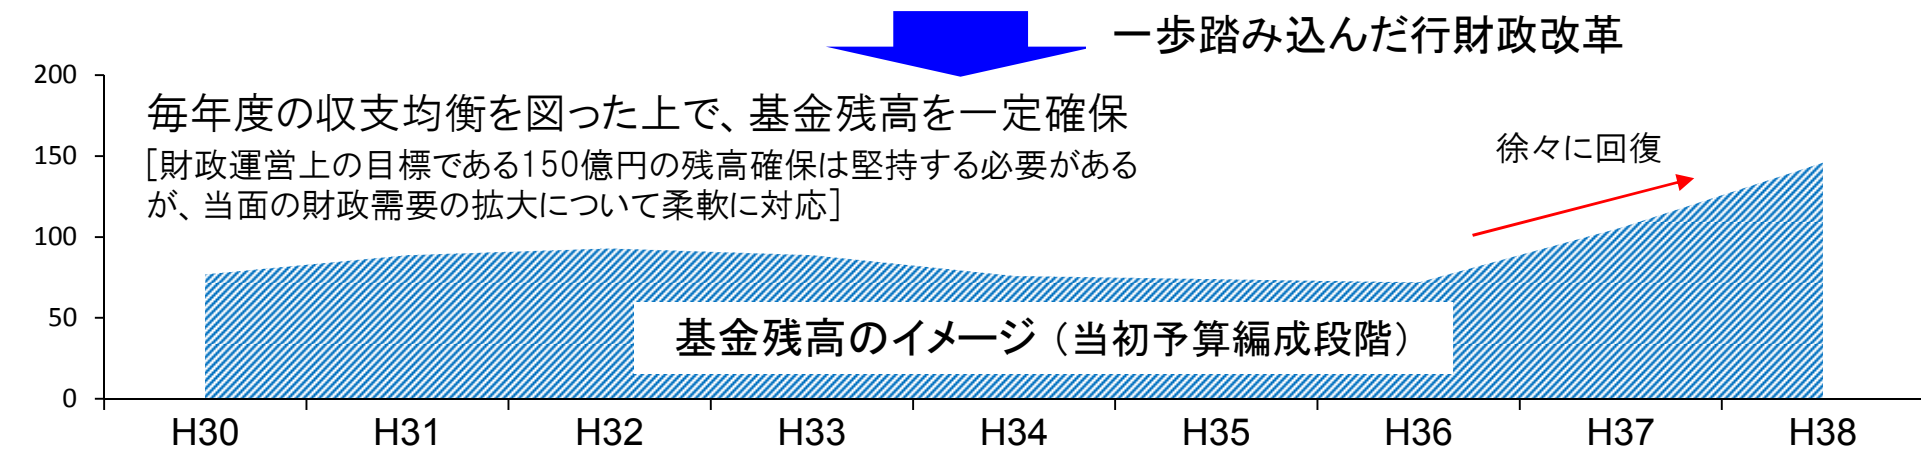 一歩踏み込んだ行財政改革
200
毎年度の収支均衡を図った上で、基金残高を一定確保
150
[財政運営上の目標である150億円の残高確保は堅持する必要がある
が、当面の財政需要の拡大について柔軟に対応]
徐々に回復
100
50
基金残高のイメージ（当初予算編成段階）
0
H30 H31 H32 H33 H34 H35 H36 H37 H38